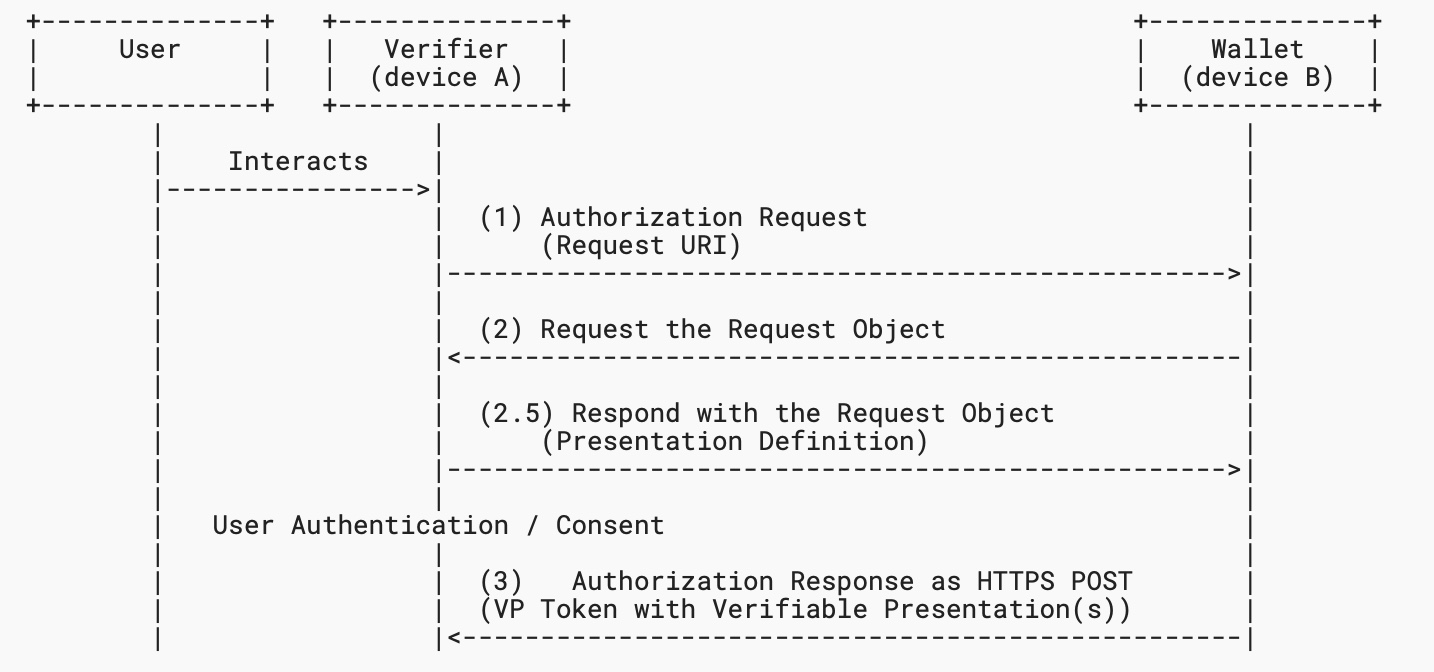 User Verifier Wallet
(device A) (device B)
Interacts
(1) Authorization Request
(Request URI)
(2) Request the Request Object
(2.5) Respond with the Request Object
(Presentation Definition)
User Authentication / Consent
(3) Authorization Response as HTTPS POST
(VP Token with Verifiable Presentation(s))